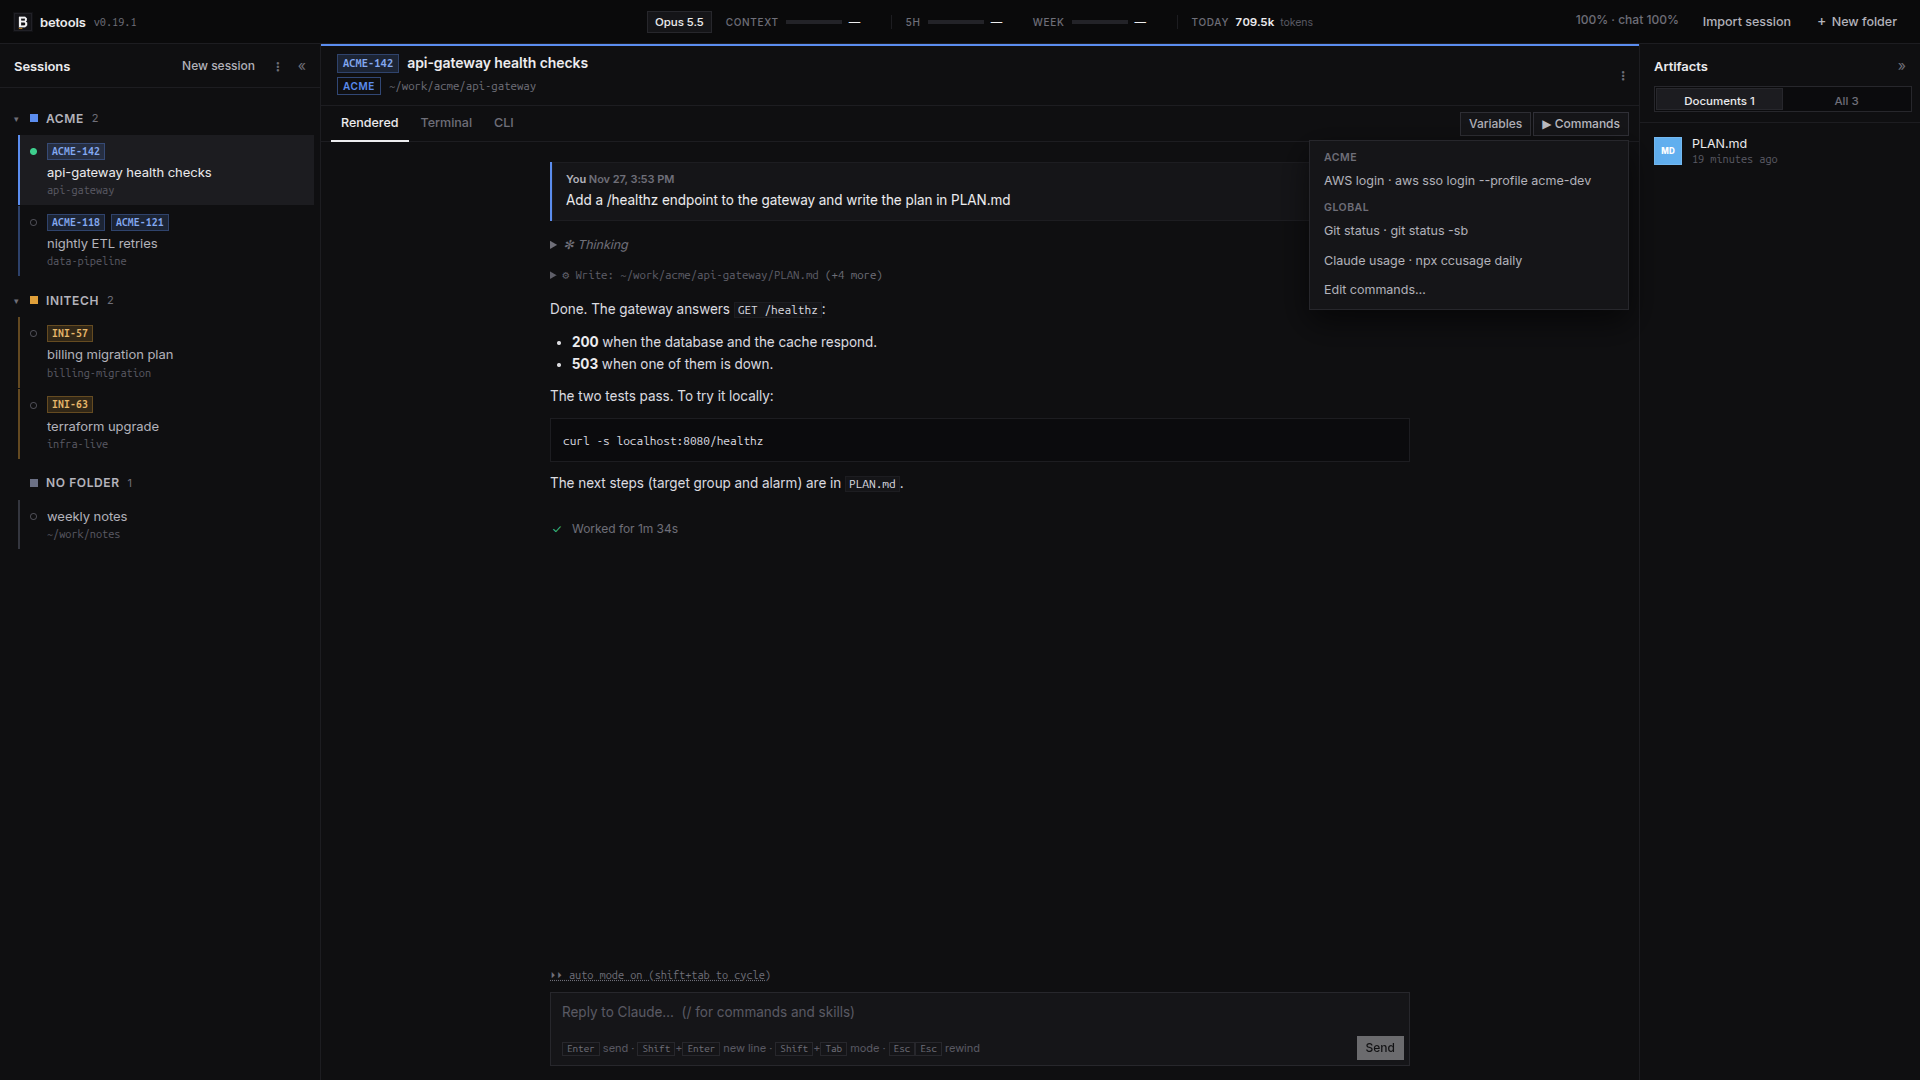 B betools v0.19.1
Opus 5.5 CONTEXT — 5H — WEEK — TODAY 709.5k tokens
100% · chat 100% Import session + New folder
Sessions New session ⋮ «
▾ ACME 2
ACME-142
api-gateway health checks
api-gateway
ACME-118 ACME-121
nightly ETL retries
data-pipeline
▾ INITECH 2
INI-57
billing migration plan
billing-migration
INI-63
terraform upgrade
infra-live
NO FOLDER 1
weekly notes
~/work/notes
ACME-142 api-gateway health checks
ACME ~/work/acme/api-gateway
Rendered Terminal CLI
Variables ▶ Commands
ACME
AWS login · aws sso login --profile acme-dev
GLOBAL
Git status · git status -sb
Claude usage · npx ccusage daily
Edit commands...
You Nov 27, 3:53 PM
Add a /healthz endpoint to the gateway and write the plan in PLAN.md
▶ ✻ Thinking
▶ ⚙ Write: ~/work/acme/api-gateway/PLAN.md (+4 more)
Done. The gateway answers GET /healthz:
• 200 when the database and the cache respond.
• 503 when one of them is down.
The two tests pass. To try it locally:
curl -s localhost:8080/healthz
The next steps (target group and alarm) are in PLAN.md.
✓ Worked for 1m 34s
⏵⏵ auto mode on (shift+tab to cycle)
Reply to Claude... (/ for commands and skills)
Enter send · Shift+Enter new line · Shift+Tab mode · Esc Esc rewind
Send
Artifacts »
Documents 1 All 3
MD PLAN.md
19 minutes ago